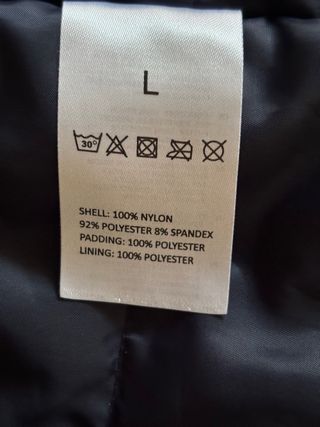 L
30°
SHELL: 100% NYLON
92% POLYESTER 8% SPANDEX
PADDING: 100% POLYESTER
LINING: 100% POLYESTER